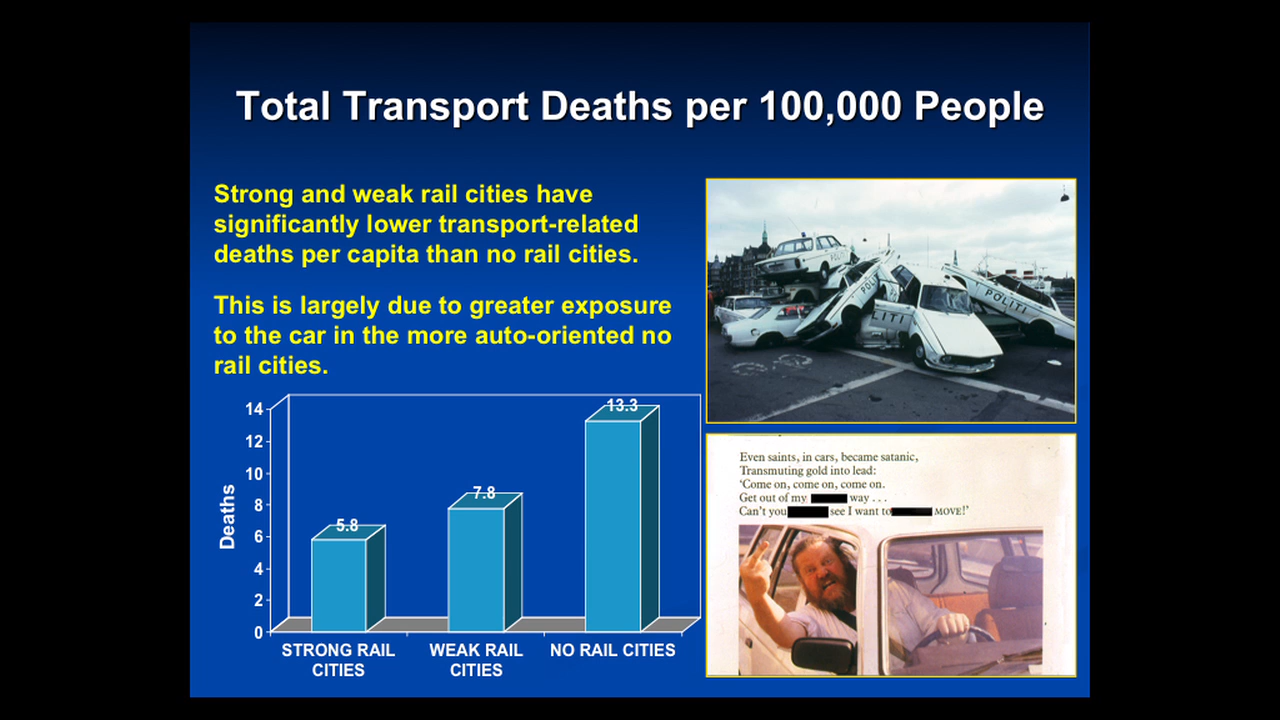 Total Transport Deaths per 100,000 People
Strong and weak rail cities have
significantly lower transport-related
deaths per capita than no rail cities.
This is largely due to greater exposure
to the car in the more auto-oriented no
rail cities.
14
12
10
8
6
4
2
0
Deaths
5.8
7.8
13.3
STRONG RAIL
CITIES
WEAK RAIL
CITIES
NO RAIL CITIES
POLI
LITI
POLITI
Even saints, in cars, became satanic,
Transmuting gold into lead:
‘Come on, come on, come on.
Get out of my way . . .
Can't you see I want to MOVE!’